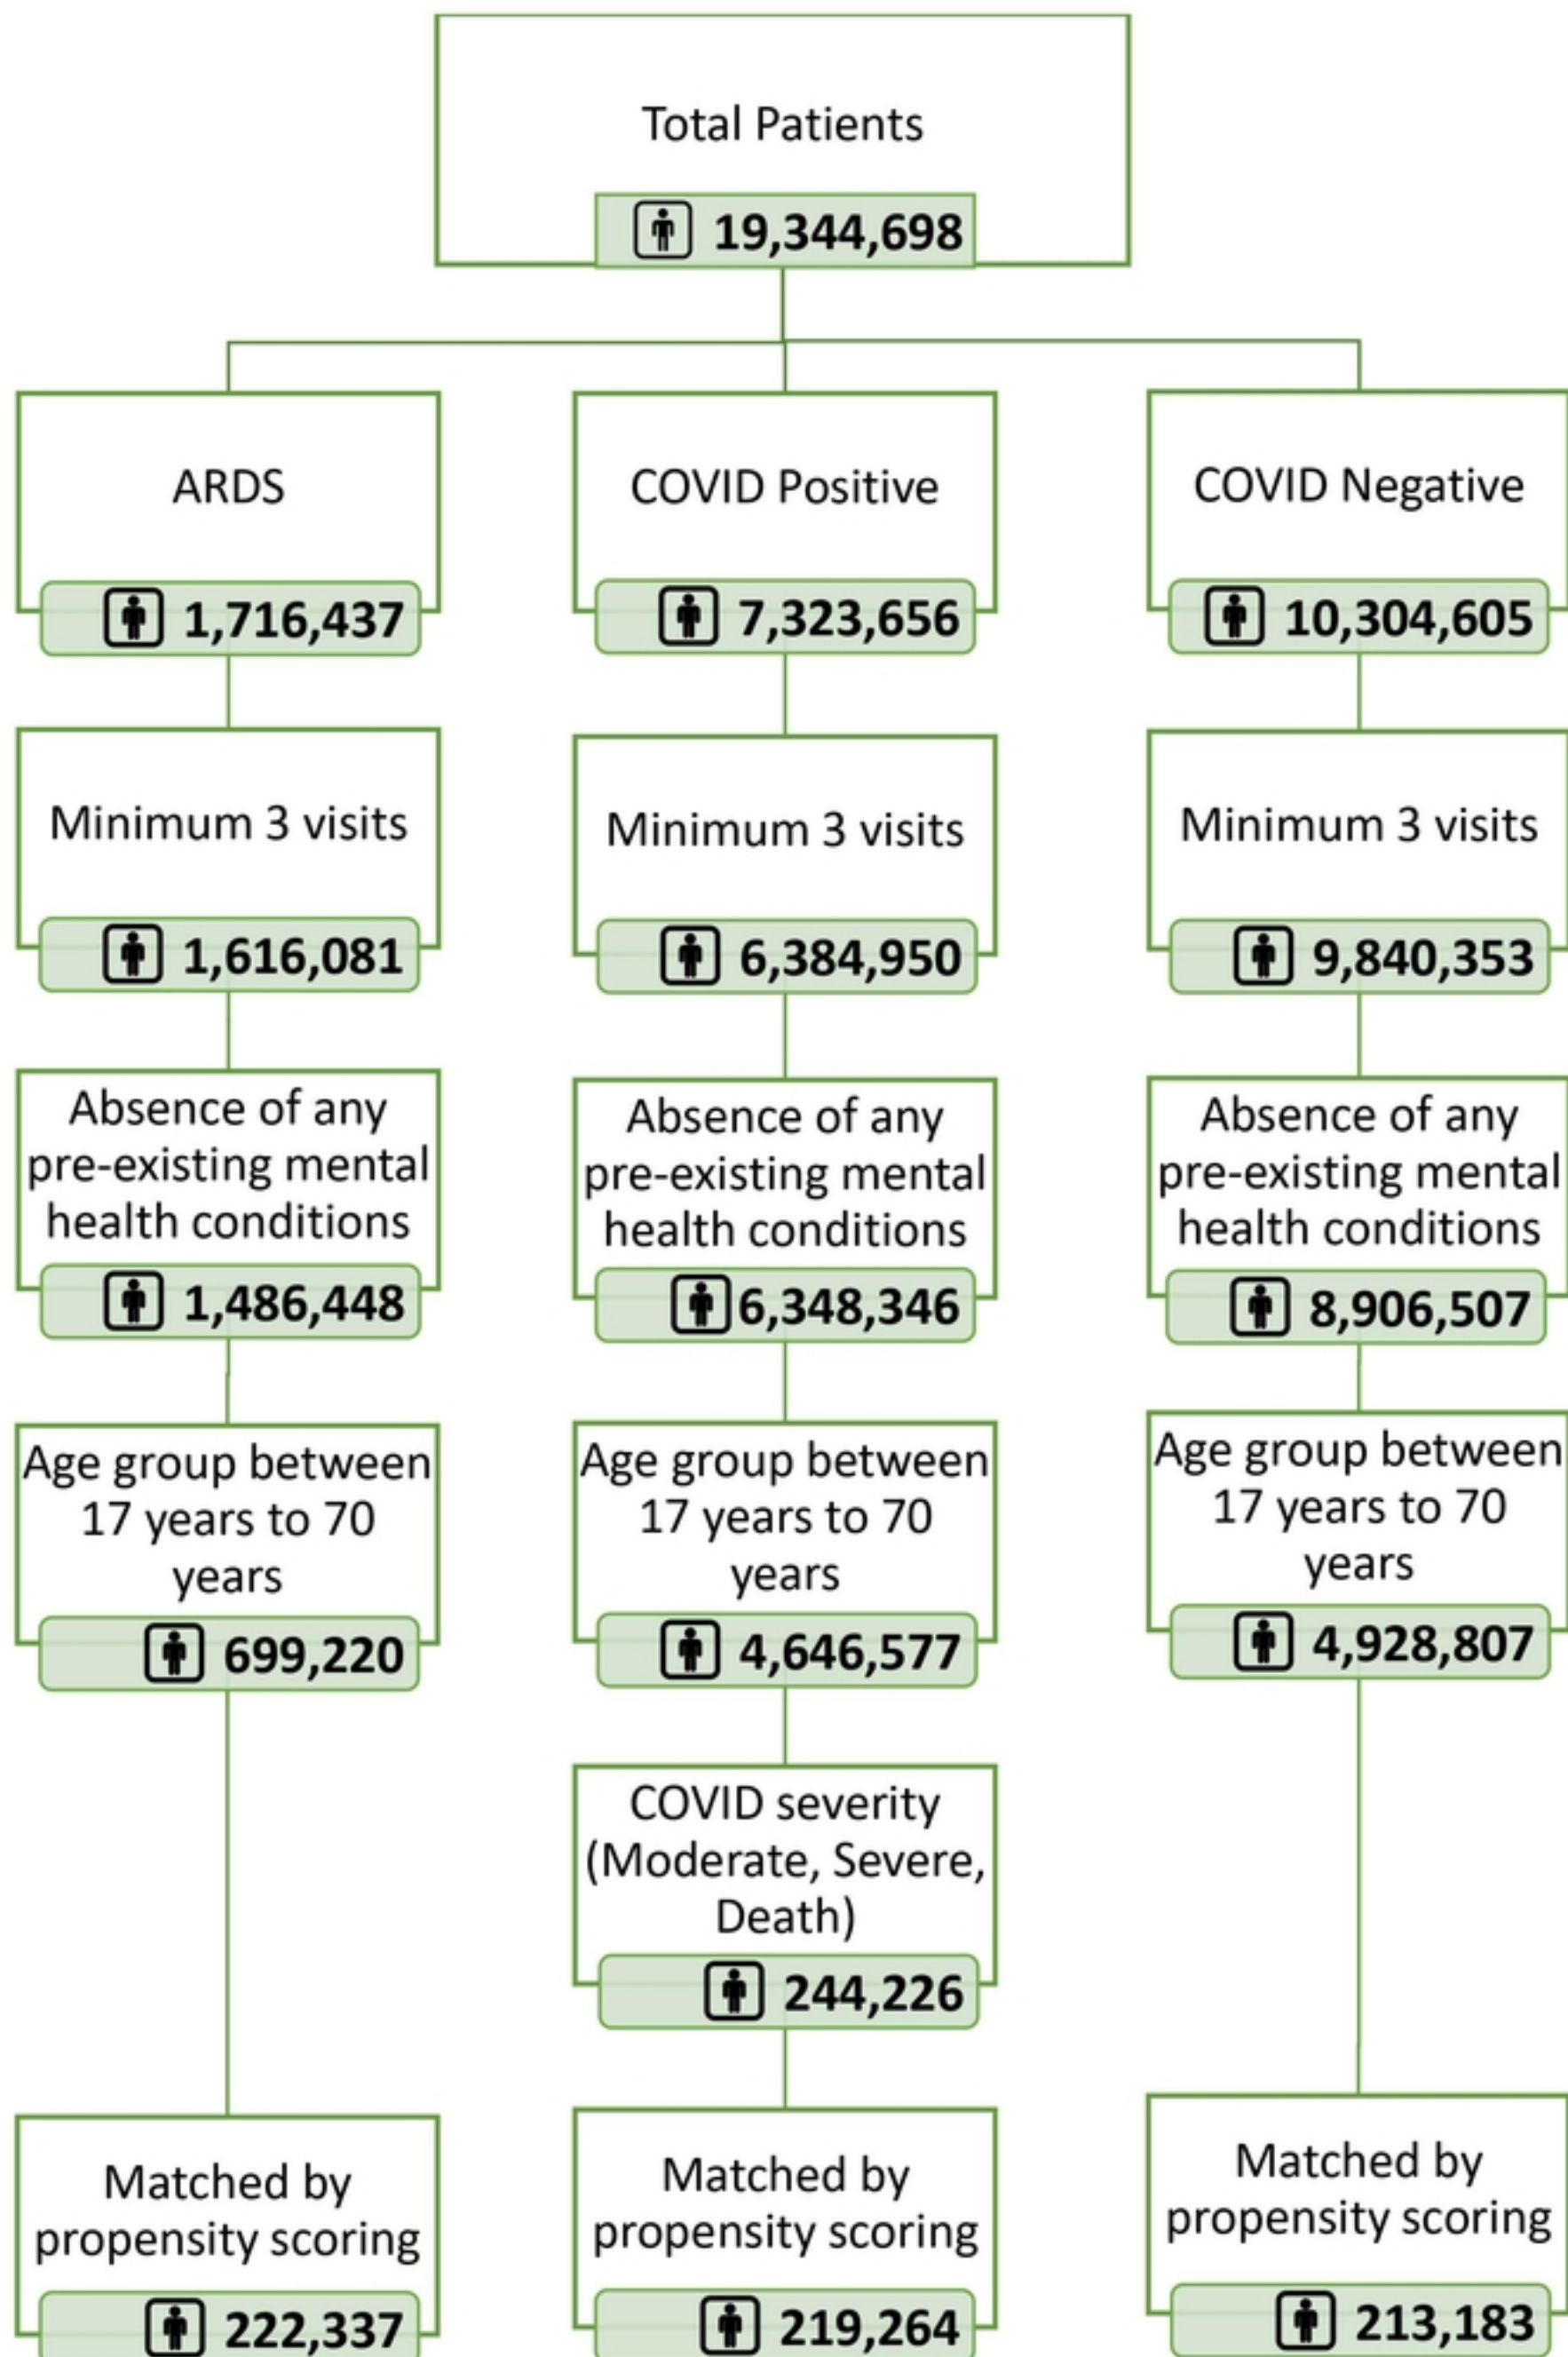 Total Patients
19,344,698
ARDS
1,716,437
COVID Positive
7,323,656
COVID Negative
10,304,605
Minimum 3 visits
1,616,081
Minimum 3 visits
6,384,950
Minimum 3 visits
9,840,353
Absence of any
pre-existing mental
health conditions
1,486,448
Absence of any
pre-existing mental
health conditions
6,348,346
Absence of any
pre-existing mental
health conditions
8,906,507
Age group between
17 years to 70
years
699,220
Age group between
17 years to 70
years
4,646,577
Age group between
17 years to 70
years
4,928,807
COVID severity
(Moderate, Severe,
Death)
244,226
Matched by
propensity scoring
222,337
Matched by
propensity scoring
219,264
Matched by
propensity scoring
213,183